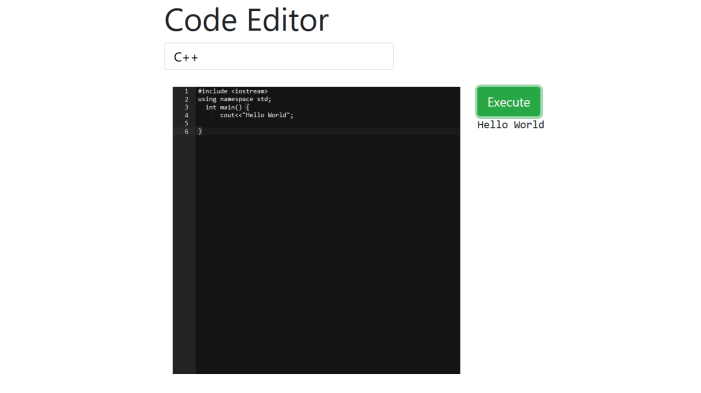 Code Editor
C++
1 #include <iostream>
2 using namespace std;
3 int main() {
4 cout<<"Hello World";
5
6 }
Execute
Hello World